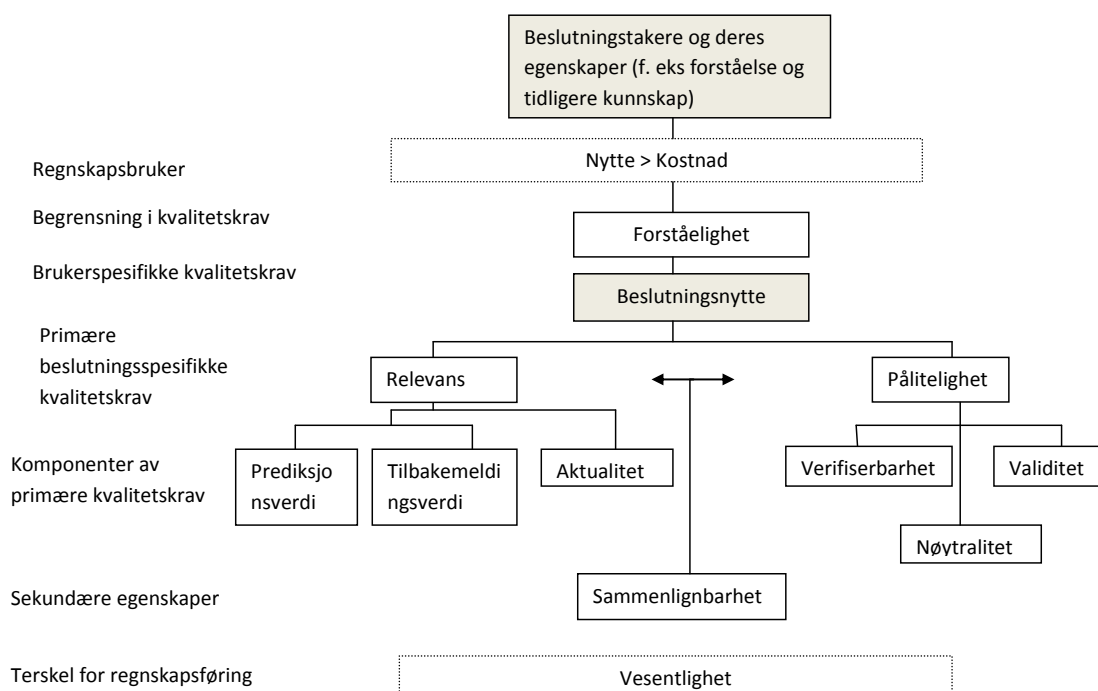 Beslutningstakere og deres
egenskaper (f. eks forståelse og
tidligere kunnskap)
Regnskapsbruker
Nytte > Kostnad
Begrensning i kvalitetskrav
Forståelighet
Brukerspesifikke kvalitetskrav
Beslutningsnytte
Primære
beslutningsspesifikke
kvalitetskrav
Relevans
Pålitelighet
Komponenter av
primære kvalitetskrav
Prediksjo
nsverdi
Tilbakemeldi
ngsverdi
Aktualitet
Verifiserbarhet
Validitet
Nøytralitet
Sekundære egenskaper
Sammenlignbarhet
Terskel for regnskapsføring
Vesentlighet